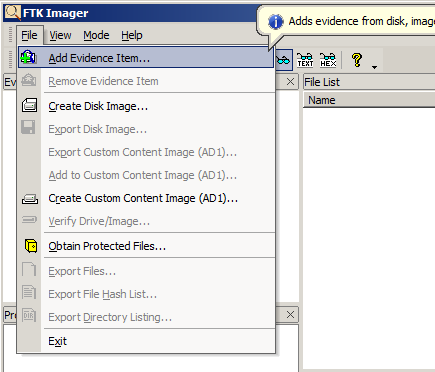 FTK Imager
Adds evidence from disk, imag
File View Mode Help
TEXT HEX
Add Evidence Item...
Remove Evidence Item
Create Disk Image...
Export Disk Image...
Export Custom Content Image (AD1)...
Add to Custom Content Image (AD1)...
Create Custom Content Image (AD1)...
Verify Drive/Image...
Obtain Protected Files...
Export Files...
Export File Hash List...
DIR Export Directory Listing...
Exit
Ev
File List
Name
Pro